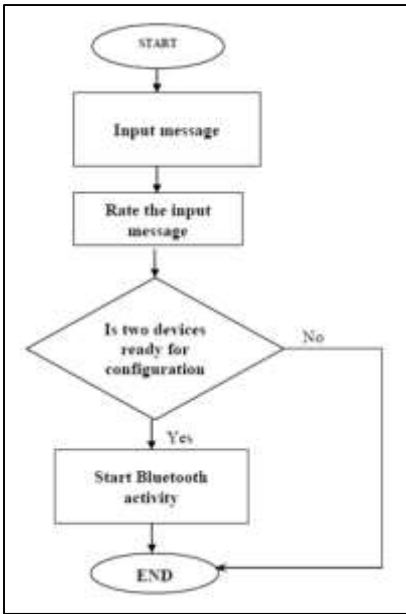 START
Input message
Rate the input
message
Is two devices
ready for
configuration
No
Yes
Start Bluetooth
activity
END